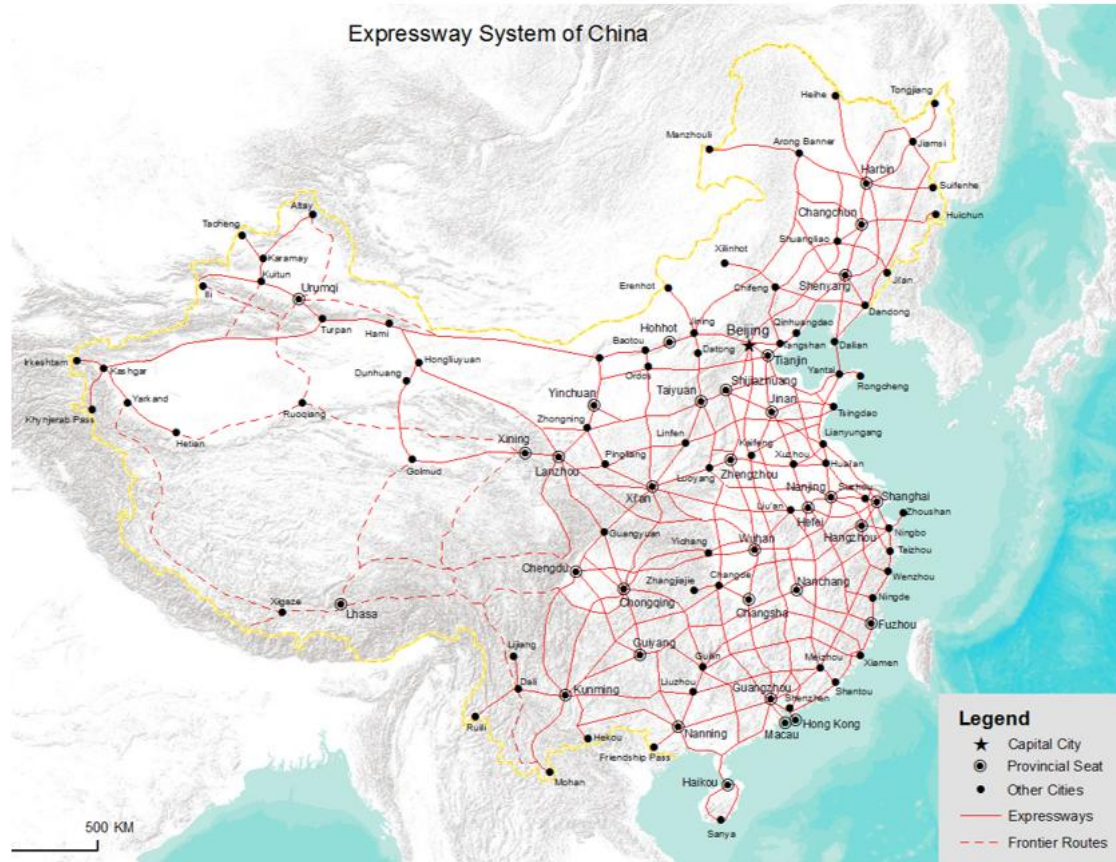 Expressway System of China
Heihe
Tongjiang
Manzhouli
Arong Banner
Jiamsi
Harbin
Suifenhe
Altay
Changchun
Huichun
Tacheng
Shuangliao
Karamay
Xilinhot
Kuitun
Shenyang
Ji'an
Ili
Urumqi
Erenhot
Chifeng
Dandong
Turpan
Hami
Hohhot
Jining
Beijing
Qinhuangdao
Baotou
Datong
Tangshan
Dalian
Irkeshtam
Kashgar
Hongliuyuan
Tianjin
Dunhuang
Ordos
Yantai
Rongcheng
Yarkand
Yinchuan
Taiyuan
Shijiazhuang
Khynjerab Pass
Ruoqiang
Jinan
Zhongning
Tsingdao
Hetian
Xining
Linfen
Kaifeng
Lianyungang
Golmud
Lanzhou
Pingliang
Luoyang
Zhengzhou
Xuzhou
Huai'an
Xi'an
Nanjing
Suzhou
Shanghai
Lu'an
Hefei
Zhoushan
Guangyuan
Yichang
Wuhan
Hangzhou
Ningbo
Taizhou
Chengdu
Zhangjiajie
Changde
Nanchang
Wenzhou
Chongqing
Changsha
Ningde
Xigaze
Lhasa
Fuzhou
Lijiang
Guiyang
Guilin
Meizhou
Xiamen
Dali
Kunming
Liuzhou
Guangzhou
Shenzhen
Shantou
Ruili
Hekou
Nanning
Macau
Hong Kong
Friendship Pass
Mohan
Haikou
Sanya
500 KM
Legend
Capital City
Provincial Seat
Other Cities
Expressways
Frontier Routes